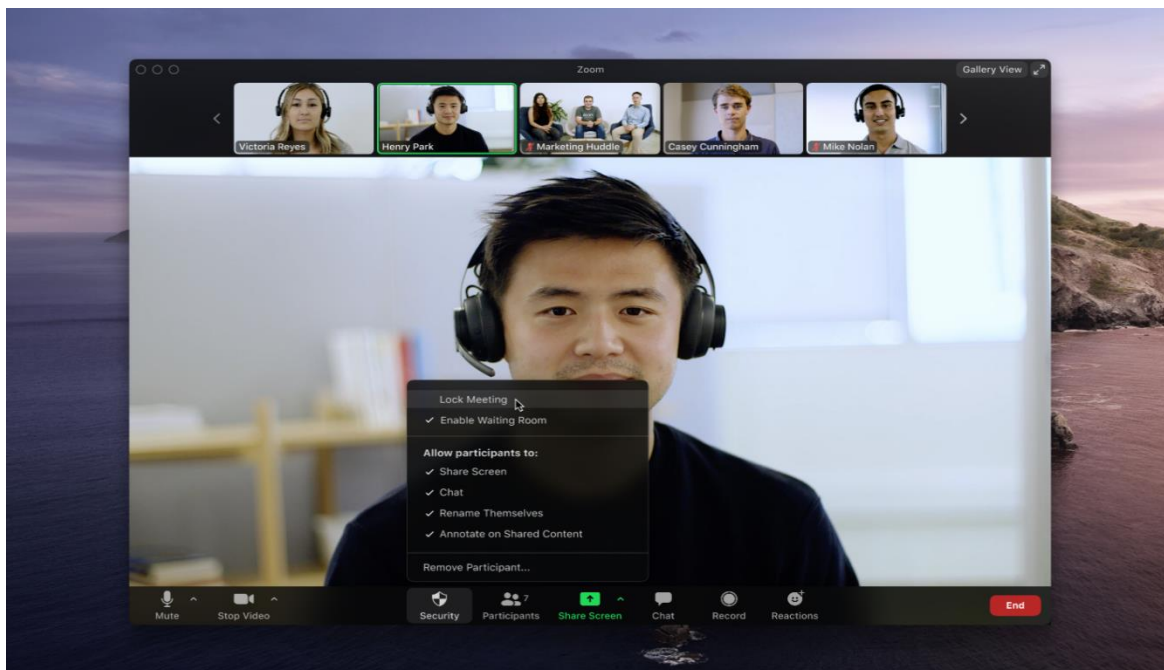 Zoom
Gallery View
Victoria Reyes
Henry Park
Marketing Huddle
Casey Cunningham
Mike Nolan
Lock Meeting
Enable Waiting Room
Allow participants to:
Share Screen
Chat
Rename Themselves
Annotate on Shared Content
Remove Participant...
7
Mute
Stop Video
Security
Participants
Share Screen
Chat
Record
Reactions
End